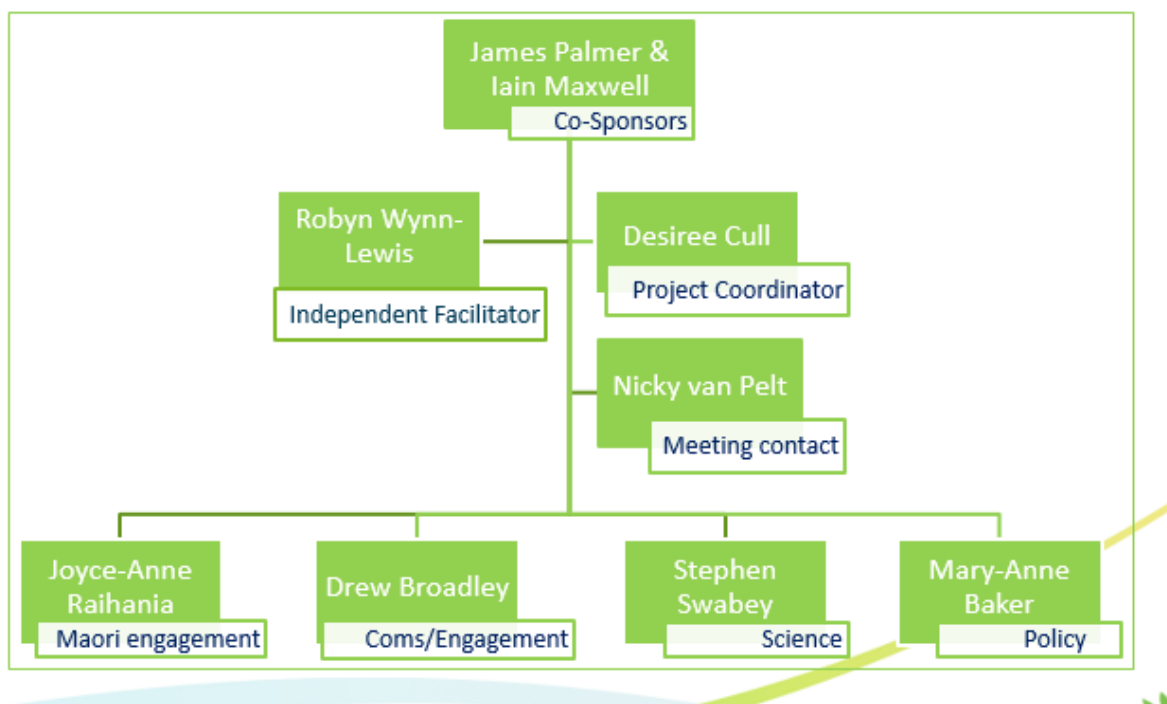 James Palmer &
Iain Maxwell
Co-Sponsors
Robyn Wynn-
Lewis
Independent Facilitator
Desiree Cull
Project Coordinator
Nicky van Pelt
Meeting contact
Joyce-Anne
Raihania
Maori engagement
Drew Broadley
Coms/Engagement
Stephen
Swabey
Science
Mary-Anne
Baker
Policy